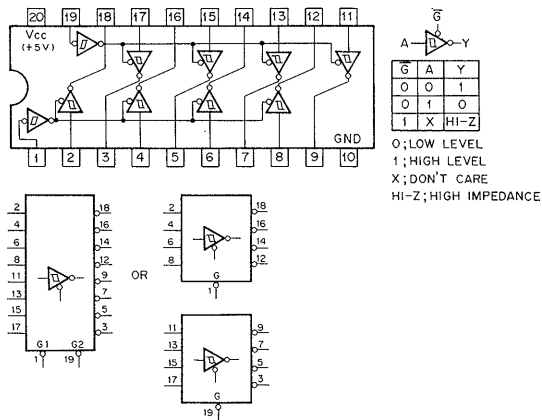 20 19 18 17 16 15 14 13 12 11
Vcc
(+5V)
GND
1 2 3 4 5 6 7 8 9 10
G
A Y
G A Y
0 0 1
0 1 0
1 X HI-Z
0;LOW LEVEL
1;HIGH LEVEL
X;DON'T CARE
HI-Z;HIGH IMPEDANCE
2 18
4 16
6 14
8 12
11 9
13 7
15 5
17 3
G1 G2
1 19
OR
2 18
4 16
6 14
8 12
G
1
11 9
13 7
15 5
17 3
G
19